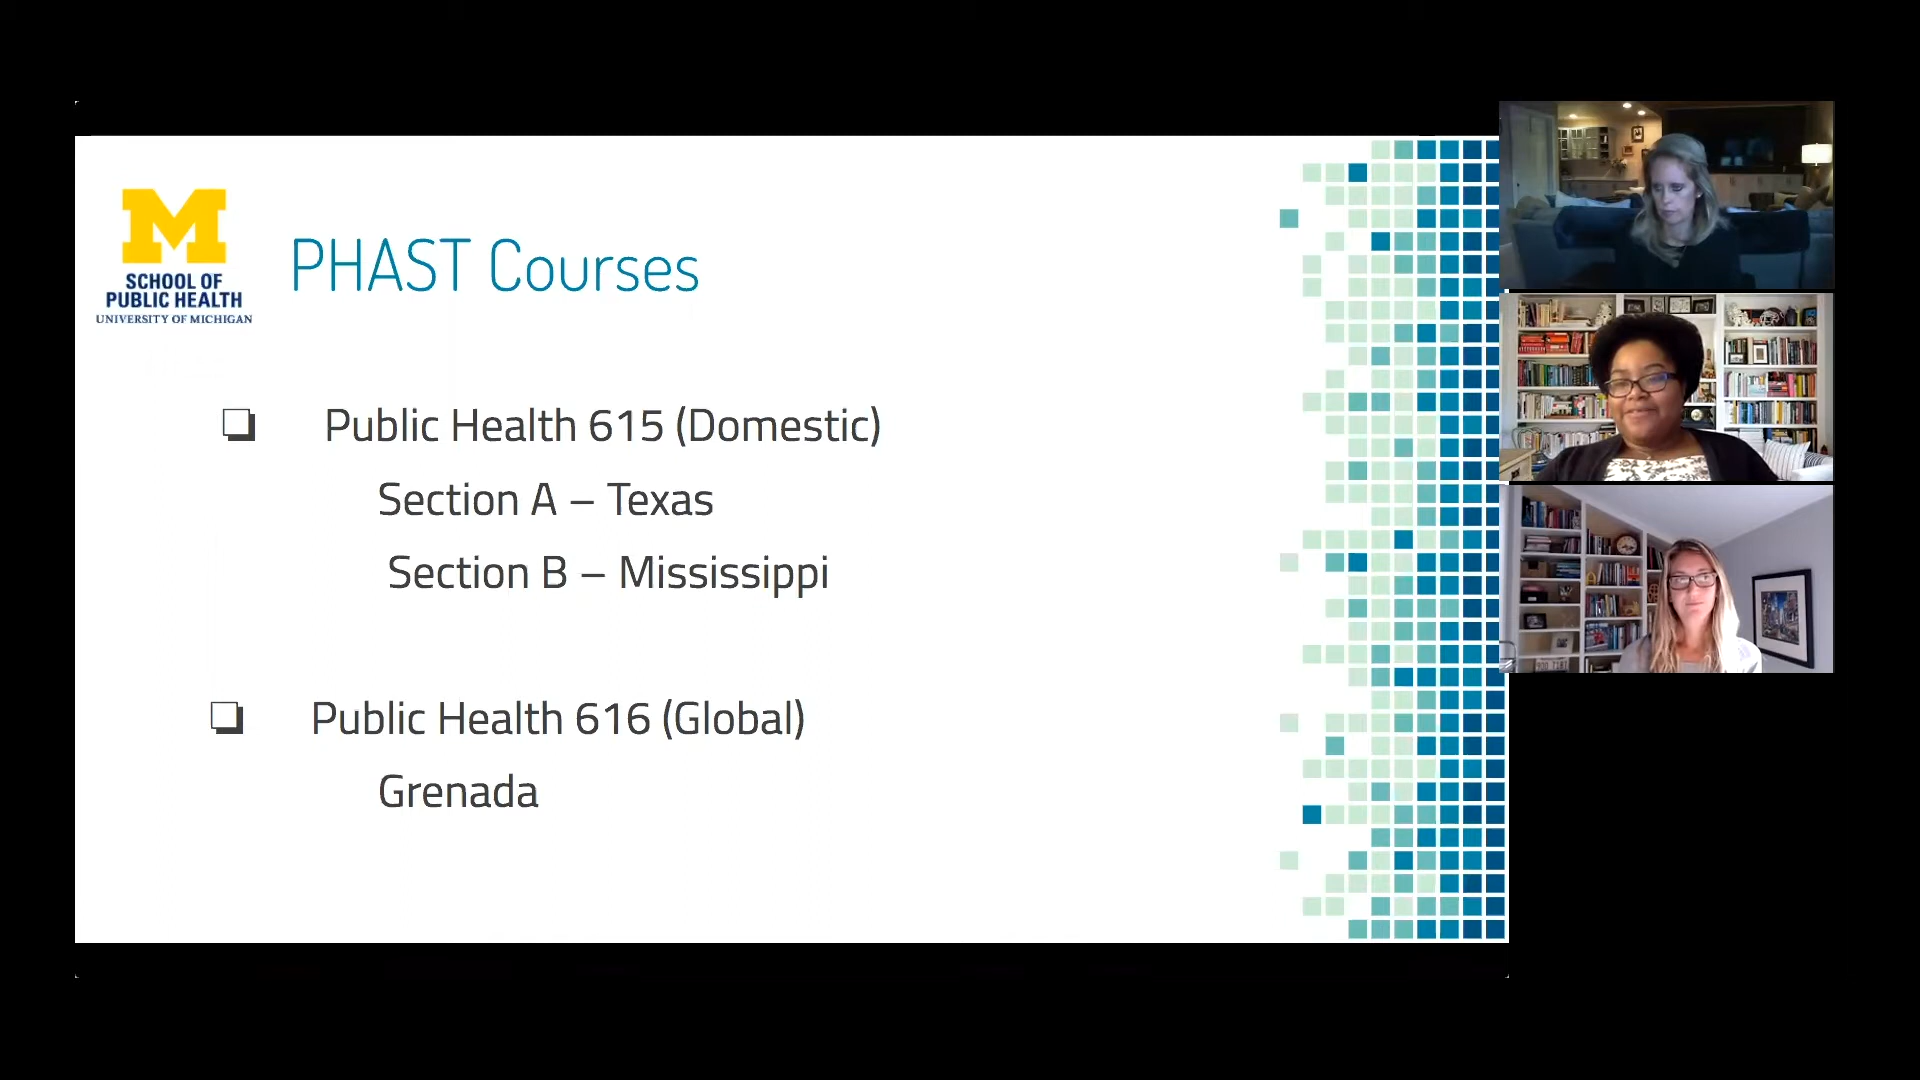 M
SCHOOL OF
PUBLIC HEALTH
UNIVERSITY OF MICHIGAN
PHAST Courses
Public Health 615 (Domestic)
Section A – Texas
Section B – Mississippi
Public Health 616 (Global)
Grenada